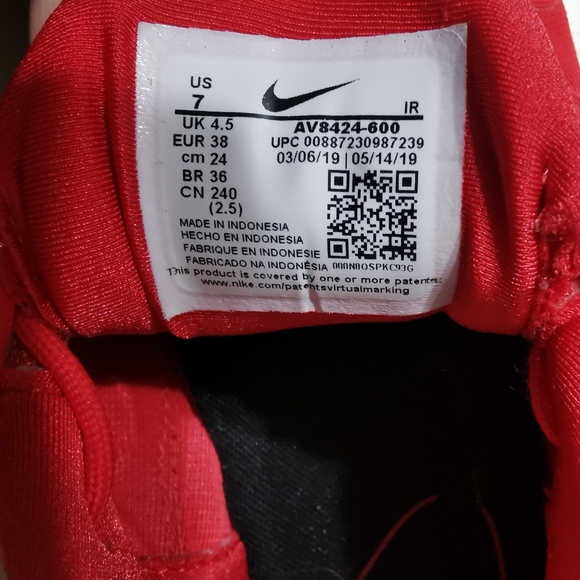 US
7
IR
UK 4.5
AV8424-600
EUR 38
UPC 00887230987239
cm 24
03/06/19 | 05/14/19
BR 36
CN 240
(2.5)
MADE IN INDONESIA
HECHO EN INDONESIA
FABRIQUE EN INDONESIE
FABRICADO NA INDONÉSIA
000N8OSPKC93G
This product is covered by one or more patents:
www.nike.com/patentsvirtualmarking